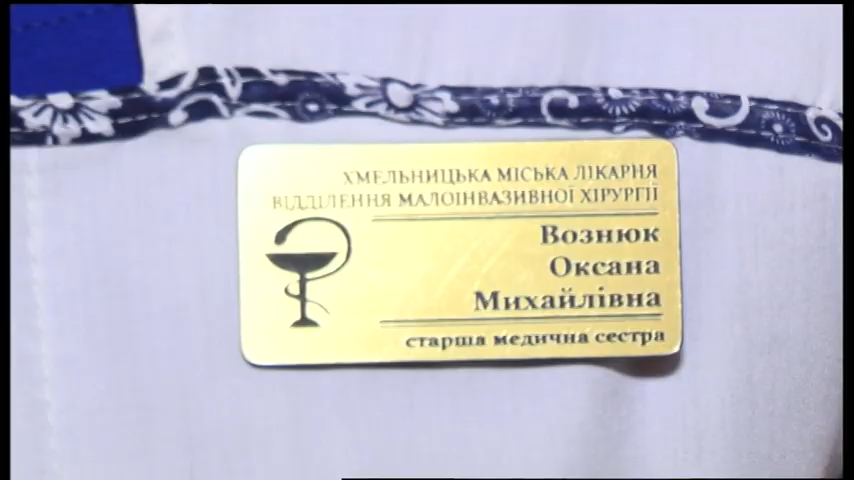 ХМЕЛЬНИЦЬКА МІСЬКА ЛІКАРНЯ
ВІДДІЛЕННЯ МАЛОІНВАЗИВНОЇ ХІРУРГІЇ
Вознюк
Оксана
Михайлівна
старша медична сестра